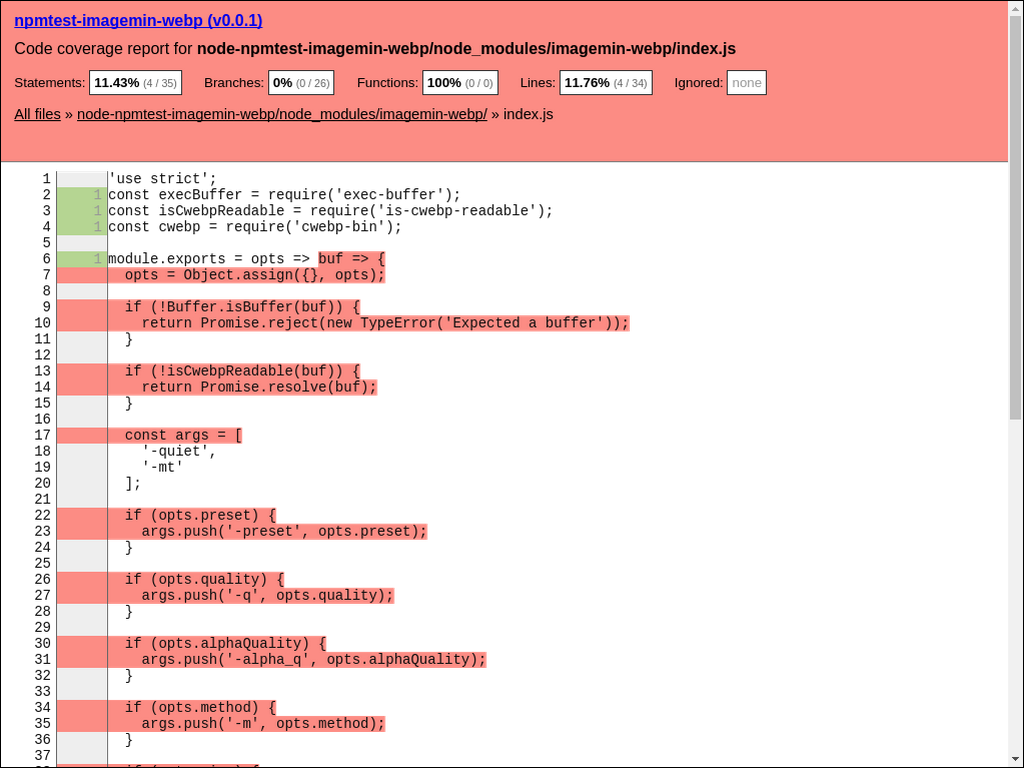 npmtest-imagemin-webp (v0.0.1)
Code coverage report for node-npmtest-imagemin-webp/node_modules/imagemin-webp/index.js
Statements: 11.43% (4 / 35) Branches: 0% (0 / 26) Functions: 100% (0 / 0) Lines: 11.76% (4 / 34) Ignored: none
All files » node-npmtest-imagemin-webp/node_modules/imagemin-webp/ » index.js
1 'use strict';
2 1 const execBuffer = require('exec-buffer');
3 1 const isCwebpReadable = require('is-cwebp-readable');
4 1 const cwebp = require('cwebp-bin');
5
6 1 module.exports = opts => buf => {
7 opts = Object.assign({}, opts);
8
9 if (!Buffer.isBuffer(buf)) {
10 return Promise.reject(new TypeError('Expected a buffer'));
11 }
12
13 if (!isCwebpReadable(buf)) {
14 return Promise.resolve(buf);
15 }
16
17 const args = [
18 '-quiet',
19 '-mt'
20 ];
21
22 if (opts.preset) {
23 args.push('-preset', opts.preset);
24 }
25
26 if (opts.quality) {
27 args.push('-q', opts.quality);
28 }
29
30 if (opts.alphaQuality) {
31 args.push('-alpha_q', opts.alphaQuality);
32 }
33
34 if (opts.method) {
35 args.push('-m', opts.method);
36 }
37